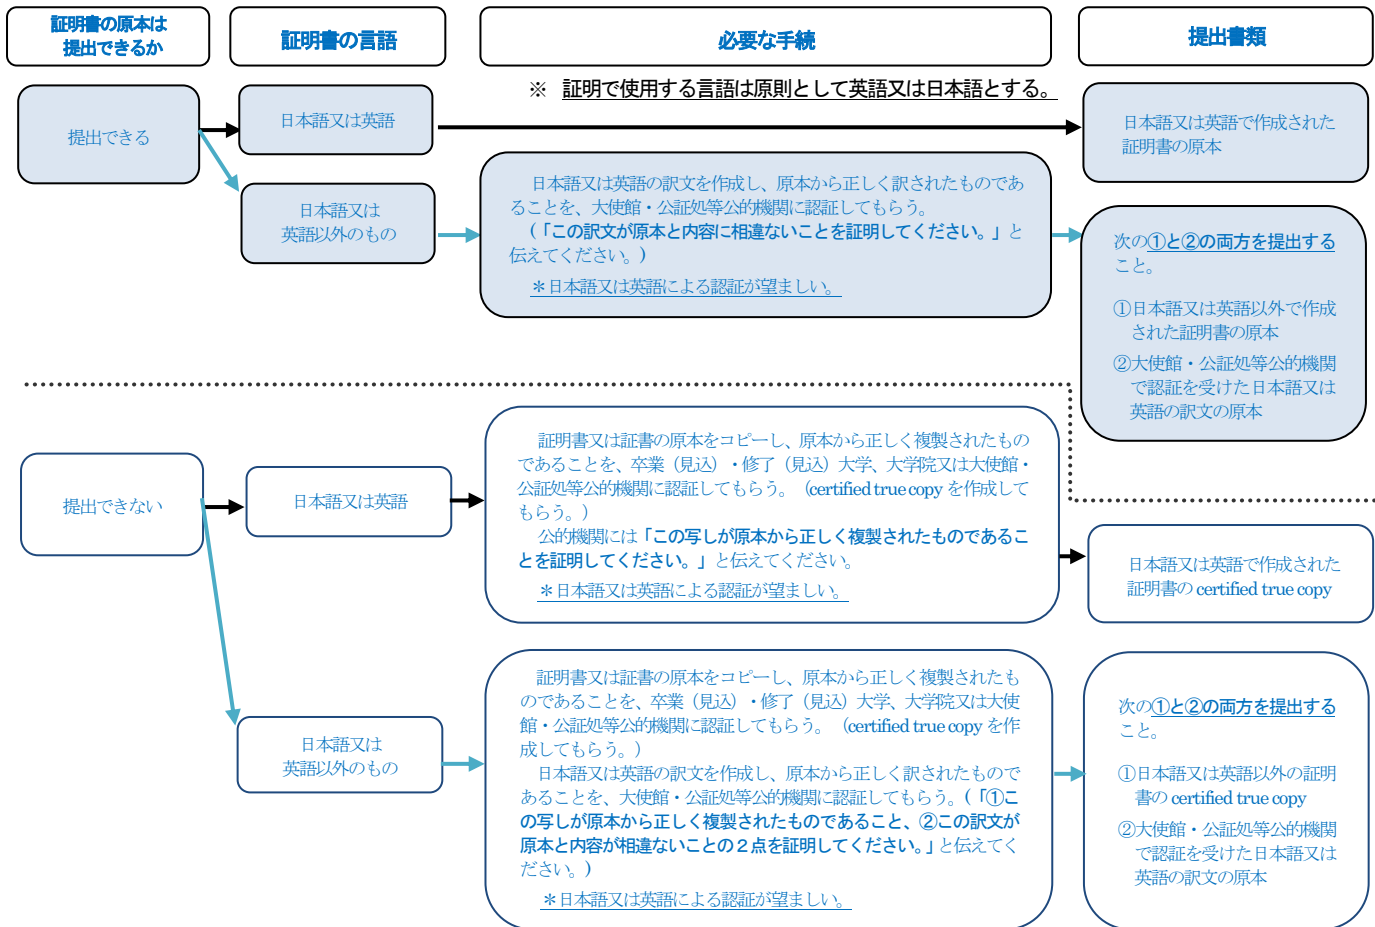 証明書の原本は
提出できるか
証明書の言語
必要な手続
提出書類
※ 証明で使用する言語は原則として英語又は日本語とする。
提出できる
日本語又は英語
日本語又は英語で作成された
証明書の原本
日本語又は
英語以外のもの
日本語又は英語の訳文を作成し、原本から正しく訳されたものであ
ることを、大使館・公証処等公的機関に認証してもらう。
(「この訳文が原本と内容に相違ないことを証明してください。」と
伝えてください。)
＊日本語又は英語による認証が望ましい。
次の①と②の両方を提出する
こと。
①日本語又は英語以外で作成
された証明書の原本
②大使館・公証処等公的機関
で認証を受けた日本語又は
英語の訳文の原本
提出できない
日本語又は英語
証明書又は証書の原本をコピーし、原本から正しく複製されたもの
であることを、卒業（見込）・修了（見込）大学、大学院又は大使館・
公証処等公的機関に認証してもらう。（certified true copy を作成して
もらう。）
公的機関には「この写しが原本から正しく複製されたものであるこ
とを証明してください。」と伝えてください。
＊日本語又は英語による認証が望ましい。
日本語又は英語で作成された
証明書の certified true copy
日本語又は
英語以外のもの
証明書又は証書の原本をコピーし、原本から正しく複製されたも
のであることを、卒業（見込）・修了（見込）大学、大学院又は大使
館・公証処等公的機関に認証してもらう。（certified true copy を作
成してもらう。）
日本語又は英語の訳文を作成し、原本から正しく訳されたもので
あることを、大使館・公証処等公的機関に認証してもらう。(「①こ
の写しが原本から正しく複製されたものであること、②この訳文が
原本と内容が相違ないことの２点を証明してください。」と伝えてく
ださい。)
＊日本語又は英語による認証が望ましい。
次の①と②の両方を提出する
こと。
①日本語又は英語以外の証明
書の certified true copy
②大使館・公証処等公的機関
で認証を受けた日本語又は
英語の訳文の原本